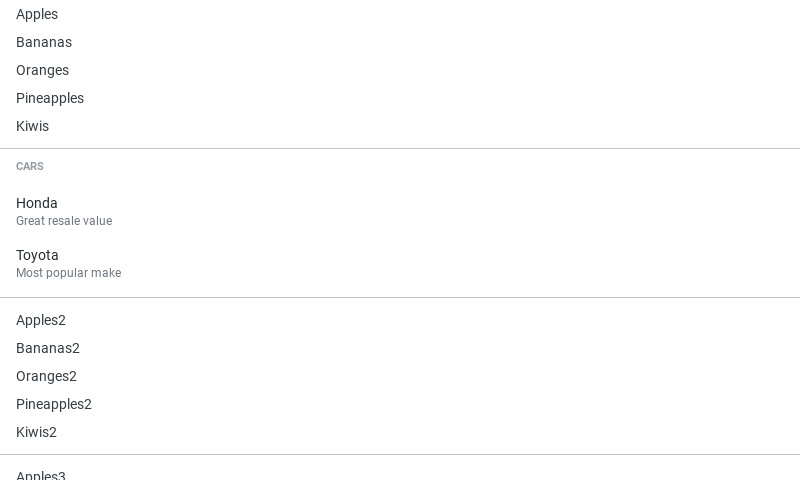 Apples
Bananas
Oranges
Pineapples
Kiwis
CARS
Honda
Great resale value
Toyota
Most popular make
Apples2
Bananas2
Oranges2
Pineapples2
Kiwis2
Apples3